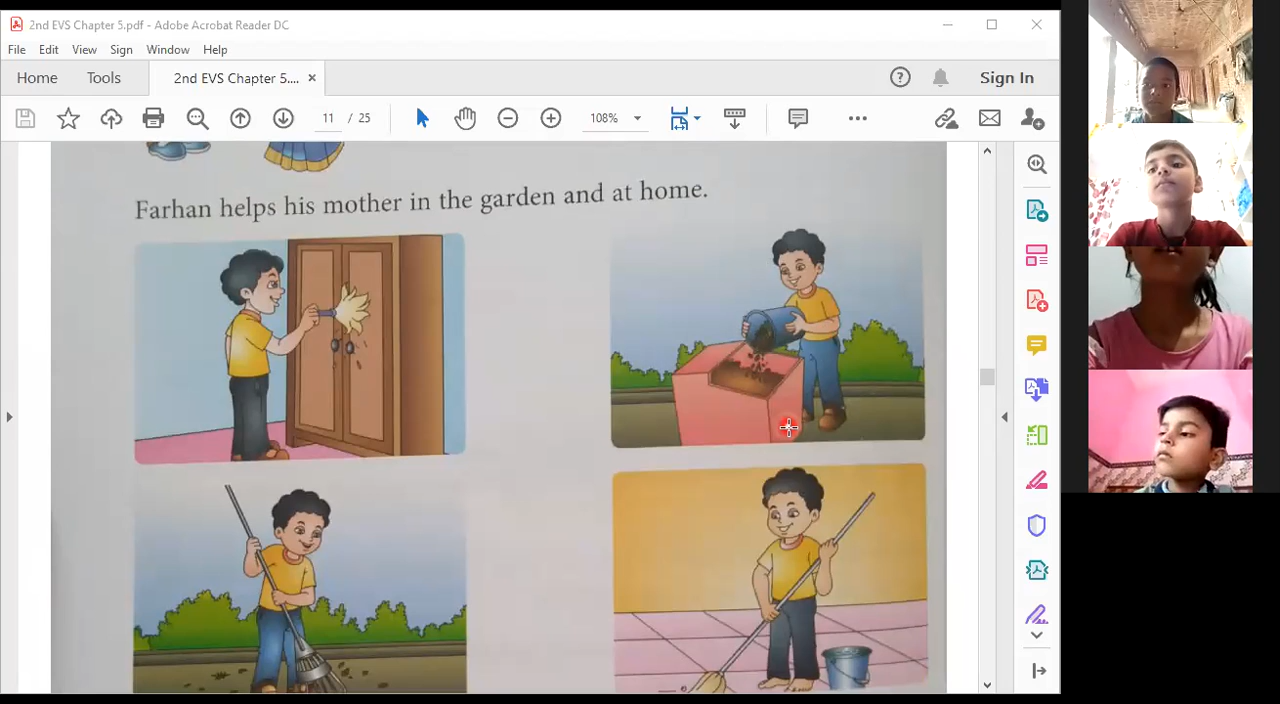 2nd EVS Chapter 5.pdf - Adobe Acrobat Reader DC
File Edit View Sign Window Help
Home Tools 2nd EVS Chapter 5.... × Sign In
11 / 25 108%
Farhan helps his mother in the garden and at home.